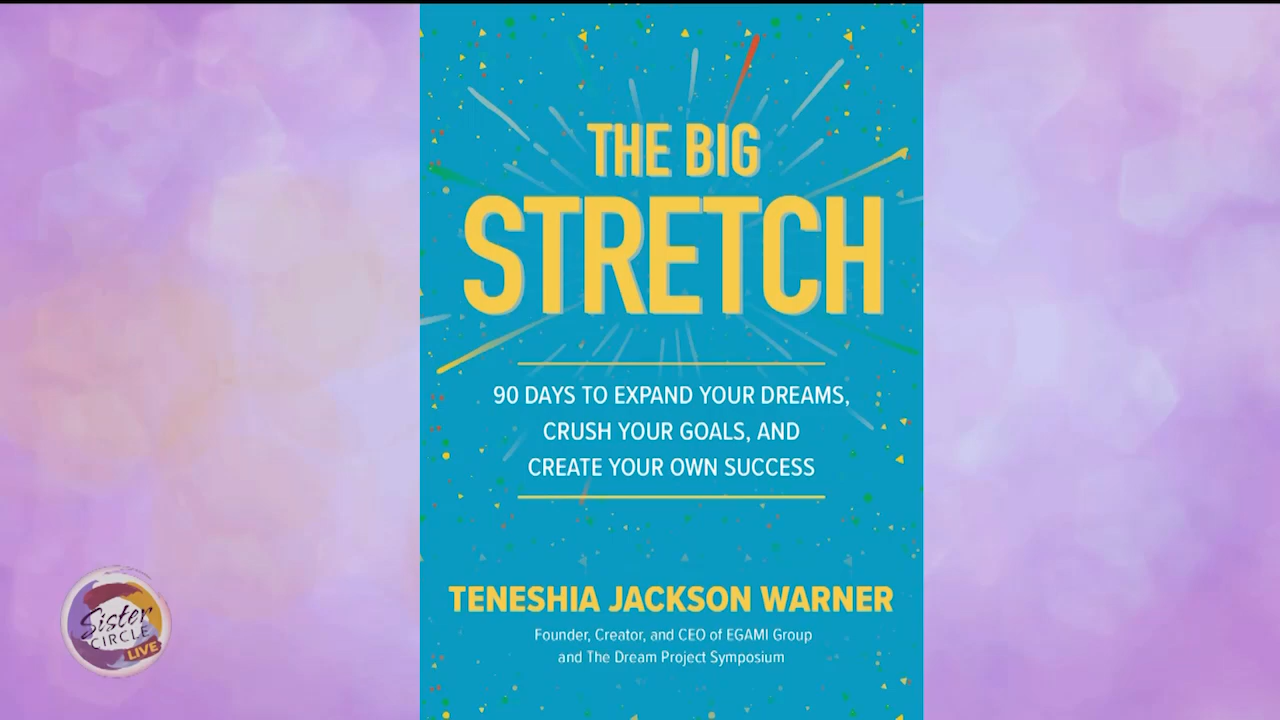 THE BIG
STRETCH
90 DAYS TO EXPAND YOUR DREAMS,
CRUSH YOUR GOALS, AND
CREATE YOUR OWN SUCCESS
TENESHIA JACKSON WARNER
Founder, Creator, and CEO of EGAMI Group
and The Dream Project Symposium
Sister
CIRCLE
LIVE